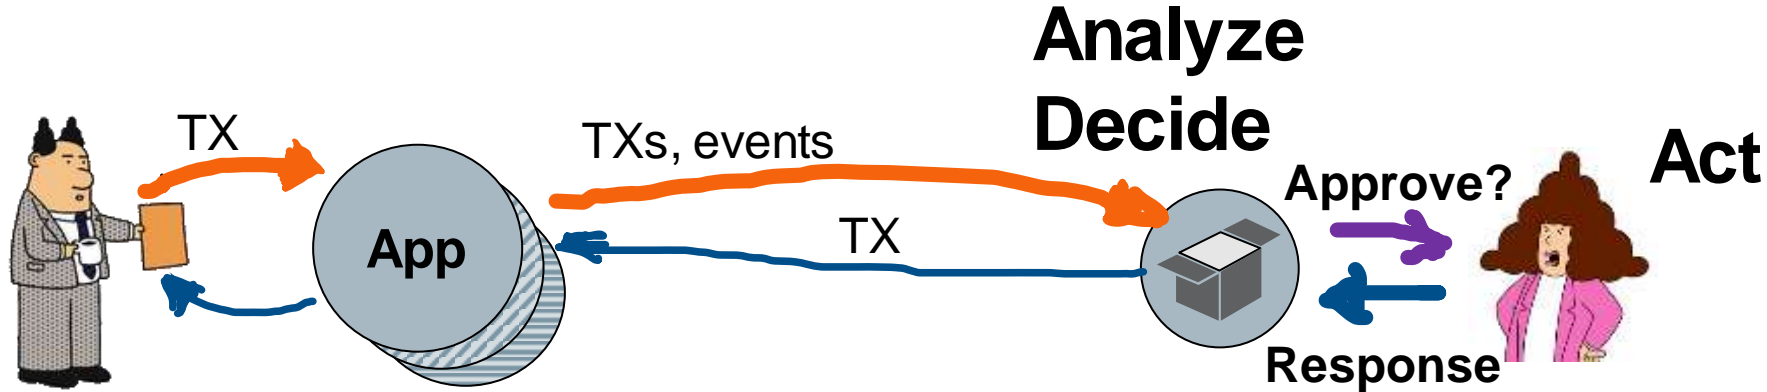 Analyze
Decide
TX
TXs, events
Act
Approve?
App
TX
Response